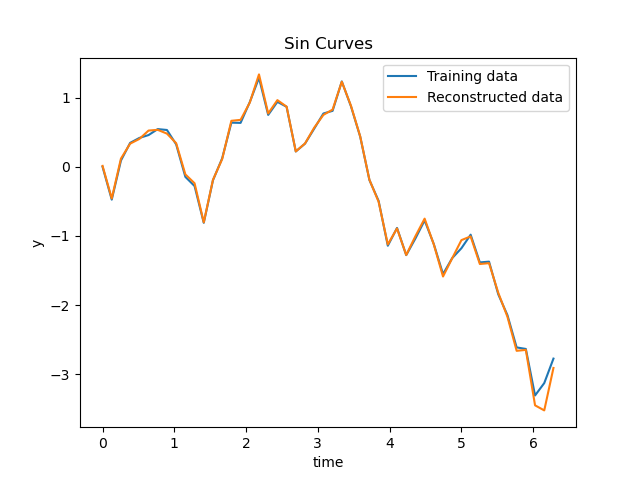 Sin Curves
Training data
Reconstructed data
1
0
−1
−2
−3
y
0 1 2 3 4 5 6
time